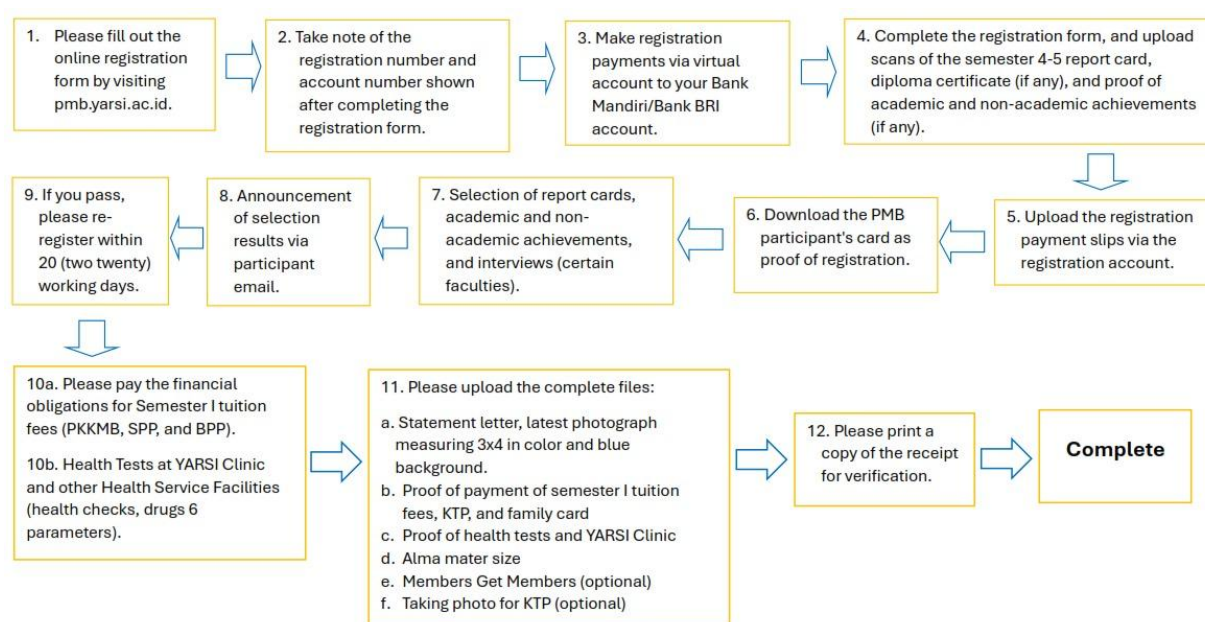 1. Please fill out the
online registration
form by visiting
pmb.yarsi.ac.id.
2. Take note of the
registration number and
account number shown
after completing the
registration form.
3. Make registration
payments via virtual
account to your Bank
Mandiri/Bank BRI
account.
4. Complete the registration form, and upload
scans of the semester 4-5 report card,
diploma certificate (if any), and proof of
academic and non-academic achievements
(if any).
5. Upload the registration
payment slips via the
registration account.
6. Download the PMB
participant's card as
proof of registration.
7. Selection of report cards,
academic and non-
academic achievements,
and interviews (certain
faculties).
8. Announcement
of selection
results via
participant
email.
9. If you pass,
please re-
register within
20 (two twenty)
working days.
10a. Please pay the financial
obligations for Semester I tuition
fees (PKKMB, SPP, and BPP).
10b. Health Tests at YARSI Clinic
and other Health Service Facilities
(health checks, drugs 6
parameters).
11. Please upload the complete files:
a. Statement letter, latest photograph
measuring 3x4 in color and blue
background.
b. Proof of payment of semester I tuition
fees, KTP, and family card
c. Proof of health tests and YARSI Clinic
d. Alma mater size
e. Members Get Members (optional)
f. Taking photo for KTP (optional)
12. Please print a
copy of the receipt
for verification.
Complete